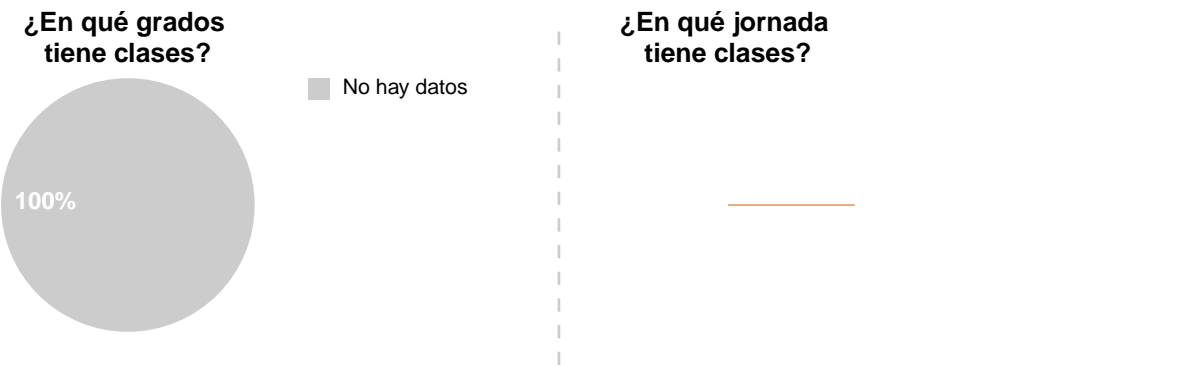 ¿En qué grados
tiene clases?
No hay datos
100%
¿En qué jornada
tiene clases?